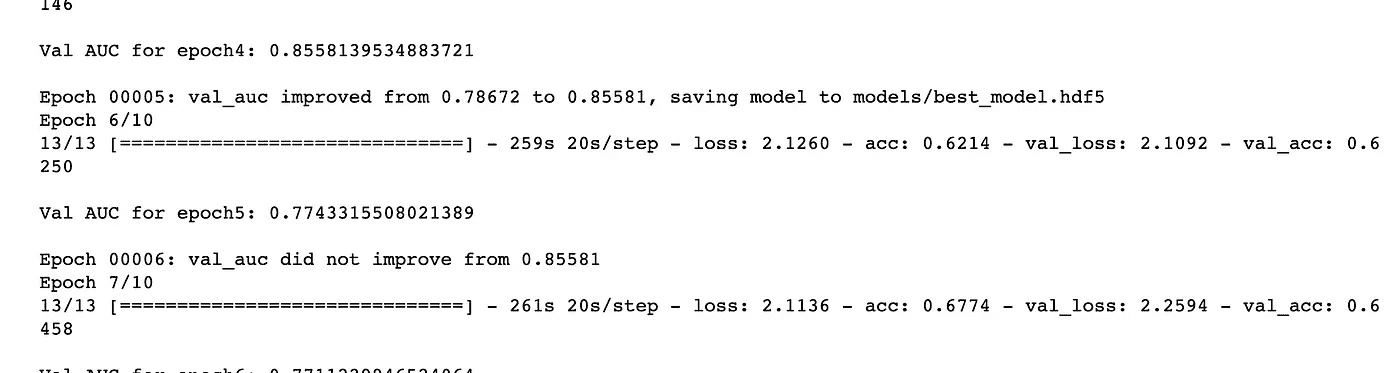 146
Val AUC for epoch4: 0.8558139534883721
Epoch 00005: val_auc improved from 0.78672 to 0.85581, saving model to models/best_model.hdf5
Epoch 6/10
13/13 [==============================] - 259s 20s/step - loss: 2.1260 - acc: 0.6214 - val_loss: 2.1092 - val_acc: 0.6
250
Val AUC for epoch5: 0.7743315508021389
Epoch 00006: val_auc did not improve from 0.85581
Epoch 7/10
13/13 [==============================] - 261s 20s/step - loss: 2.1136 - acc: 0.6774 - val_loss: 2.2594 - val_acc: 0.6
458
Val AUC for